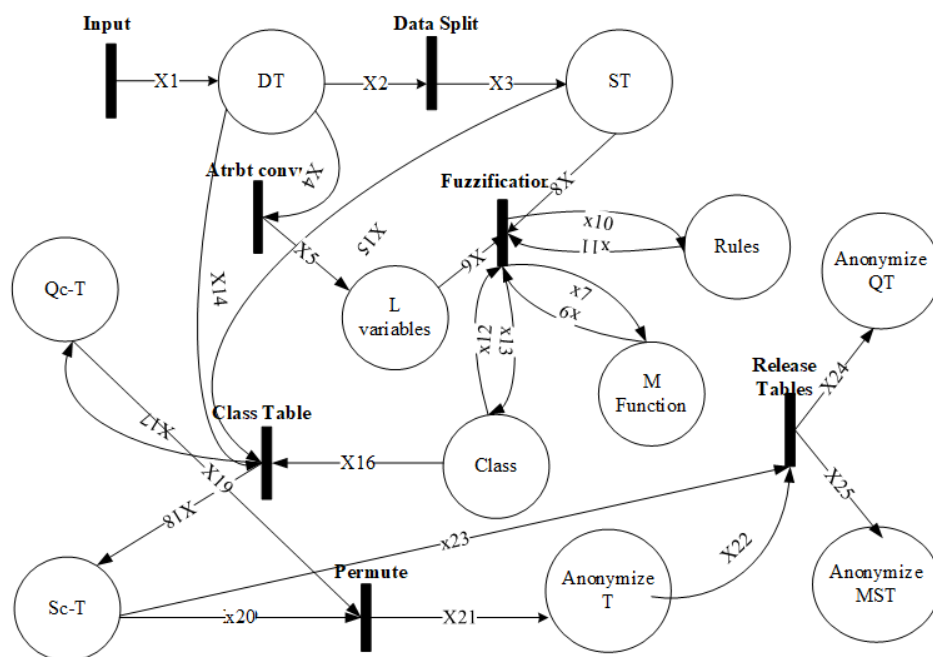 Input
Data Split
X1
DT
X2
X3
ST
Atrbt conv
X4
Fuzzification
X8
x10
x11
Rules
Anonymize
QT
X5
X15
X6
Qc-T
X14
L
variables
x7
x9
x12
x13
M
Function
Release
Tables
X24
Class Table
X17
X16
Class
X25
X19
X18
x23
X22
Sc-T
x20
Permute
X21
Anonymize
T
Anonymize
MST